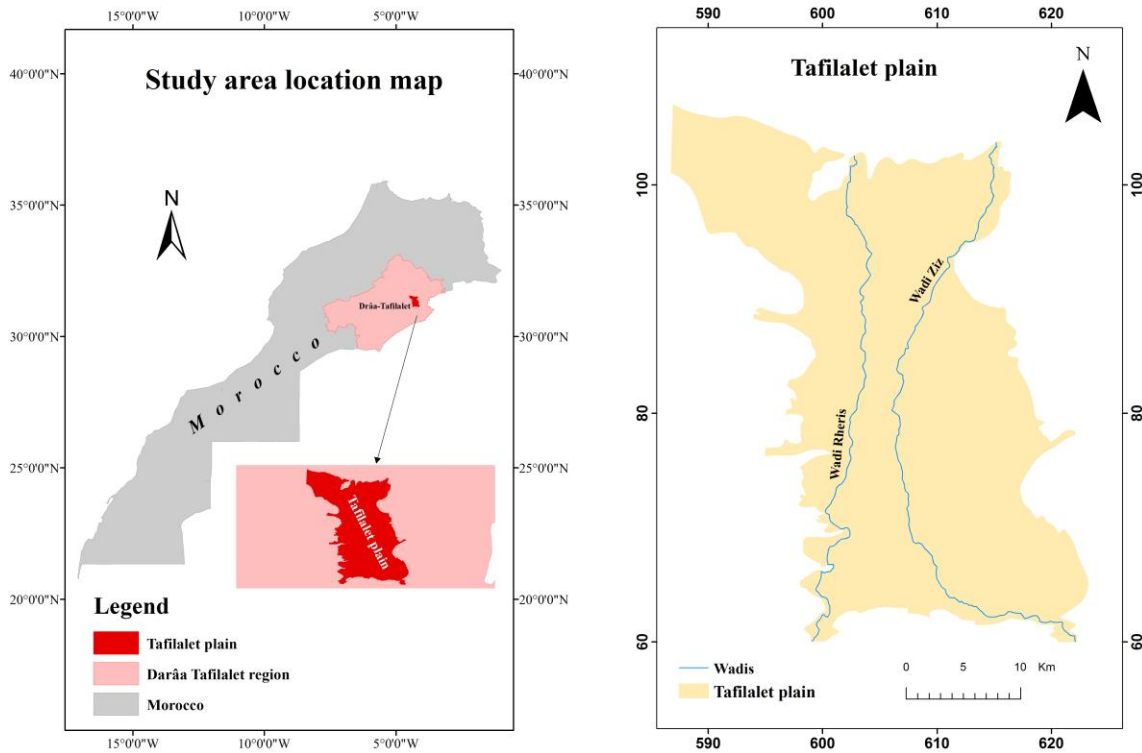 15°0'0"W 10°0'0"W 5°0'0"W
40°0'0"N 40°0'0"N
Study area location map
N
35°0'0"N 35°0'0"N
Drâa-Tafilalet
30°0'0"N 30°0'0"N
Morocco
25°0'0"N 25°0'0"N
Tafilalet plain
20°0'0"N 20°0'0"N
Legend
Tafilalet plain
Darâa Tafilalet region
Morocco
15°0'0"W 10°0'0"W 5°0'0"W
590 600 610 620
Tafilalet plain
N
100 100
Wadi Ziz
80 80
Wadi Rheris
60 60
Wadis
Tafilalet plain
0 5 10 Km
590 600 610 620